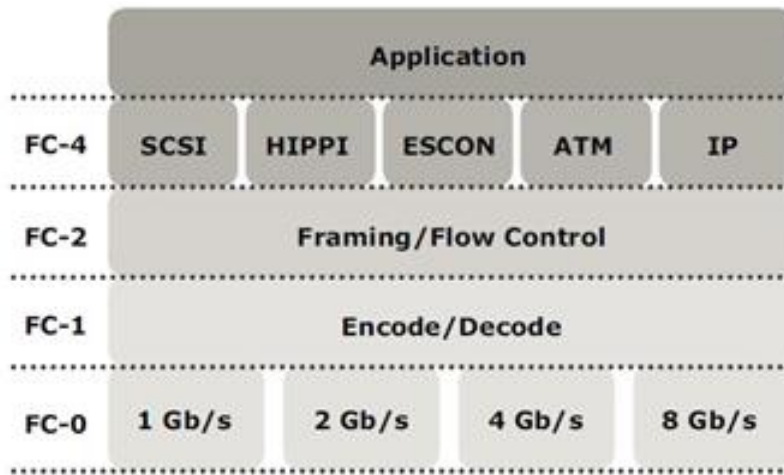 Application
FC-4 SCSI HIPPI ESCON ATM IP
FC-2 Framing/Flow Control
FC-1 Encode/Decode
FC-0 1 Gb/s 2 Gb/s 4 Gb/s 8 Gb/s